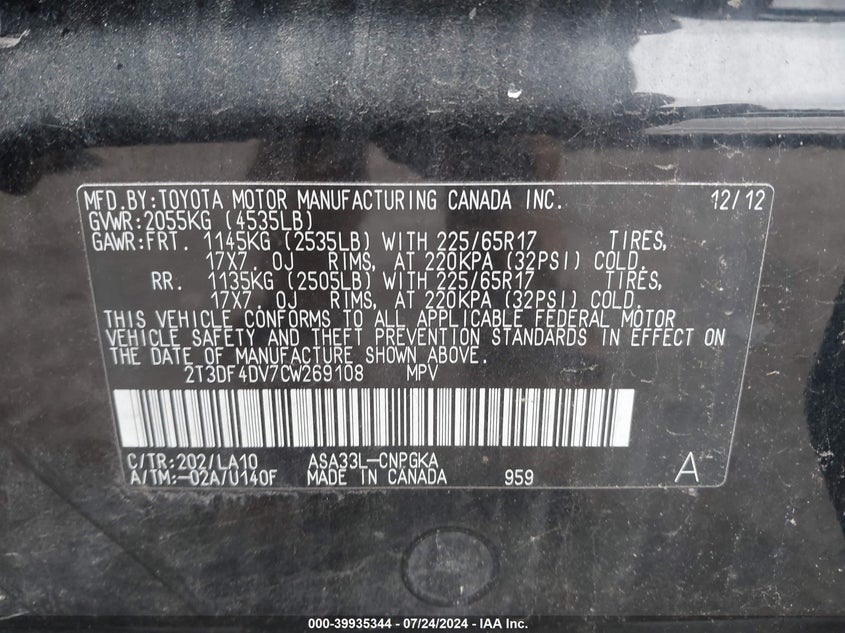 MFD.BY:TOYOTA MOTOR MANUFACTURING CANADA INC. 12/12
GVWR:2055KG (4535LB)
GAWR:FRT. 1145KG (2535LB) WITH 225/65R17 TIRES,
17X7.0J RIMS, AT 220KPA (32PSI) COLD.
RR. 1135KG (2505LB) WITH 225/65R17 TIRES,
17X7.0J RIMS, AT 220KPA (32PSI) COLD.
THIS VEHICLE CONFORMS TO ALL APPLICABLE FEDERAL MOTOR
VEHICLE SAFETY AND THEFT PREVENTION STANDARDS IN EFFECT ON
THE DATE OF MANUFACTURE SHOWN ABOVE.
2T3DF4DV7CW269108 MPV
C/TR:202/LA10 ASA33L-CNPGKA
A/TM:-02A/U140F MADE IN CANADA 959 A
000-39935344 - 07/24/2024 - IAA Inc.